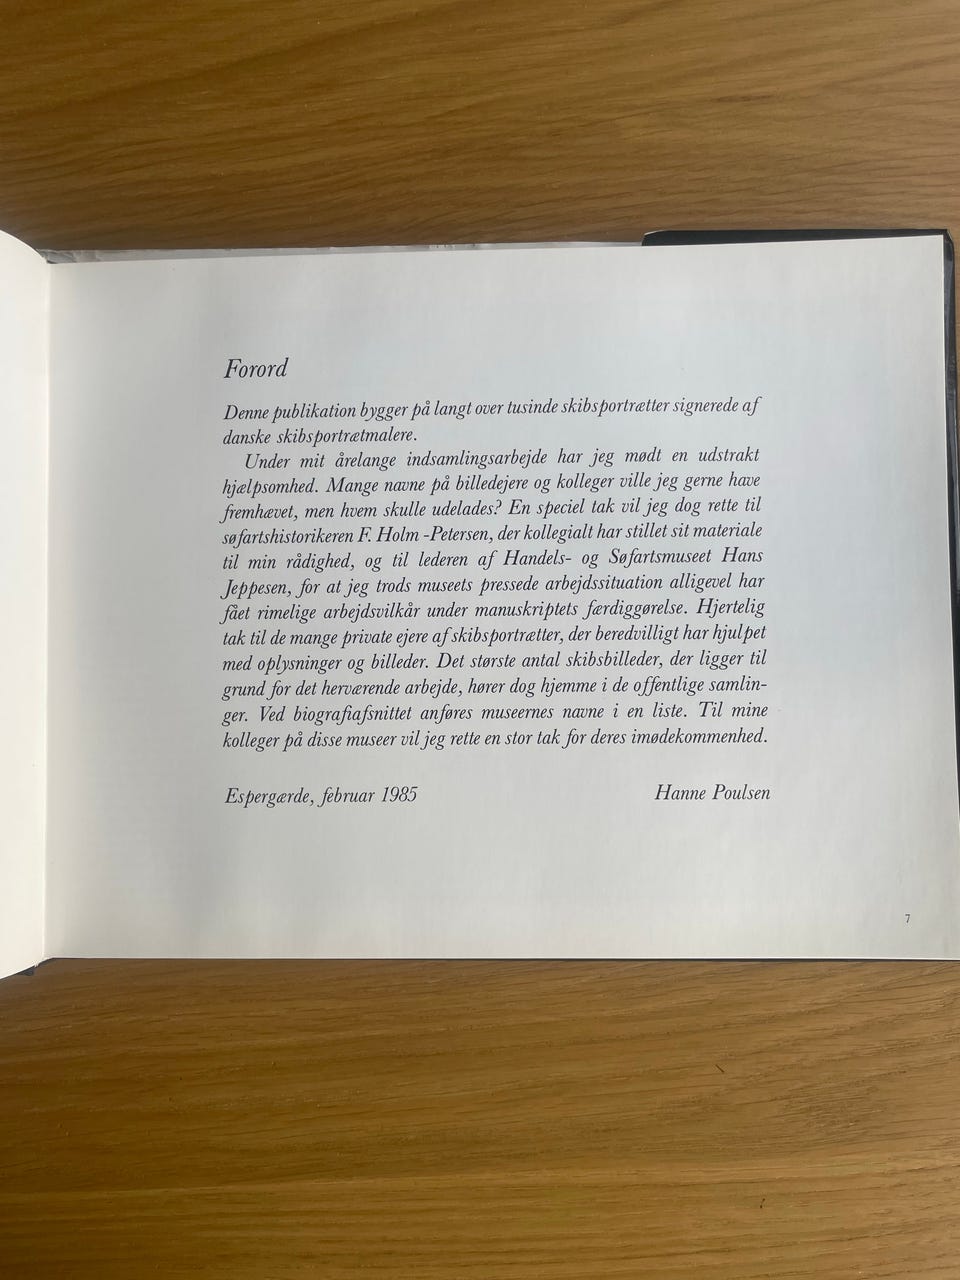 Forord
Denne publikation bygger på langt over tusinde skibsportrætter signerede af
danske skibsportrætmalere.
Under mit årelange indsamlingsarbejde har jeg mødt en udstrakt
hjælpsomhed. Mange navne på billedejere og kolleger ville jeg gerne have
fremhævet, men hvem skulle udelades? En speciel tak vil jeg dog rette til
søfartshistorikeren F. Holm -Petersen, der kollegialt har stillet sit materiale
til min rådighed, og til lederen af Handels- og Søfartsmuseet Hans
Jeppesen, for at jeg trods museets pressede arbejdssituation alligevel har
fået rimelige arbejdsvilkår under manuskriptets færdiggørelse. Hjertelig
tak til de mange private ejere af skibsportrætter, der beredvilligt har hjulpet
med oplysninger og billeder. Det største antal skibsbilleder, der ligger til
grund for det herværende arbejde, hører dog hjemme i de offentlige samlin-
ger. Ved biografiafsnittet anføres museernes navne i en liste. Til mine
kolleger på disse museer vil jeg rette en stor tak for deres imødekommenhed.
Espergærde, februar 1985 Hanne Poulsen
7